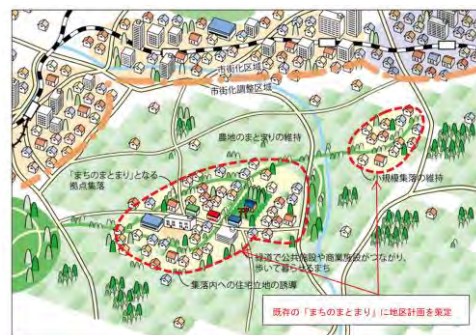 市街化区域
市街化調整区域
農地のまとまりの維持
「まちのまとまり」となる
拠点集落
小規模集落の維持
緑道で公共施設や商業施設がつながり、
歩いて暮らせるまち
集落内への住宅立地の誘導
既存の「まちのまとまり」に地区計画を策定